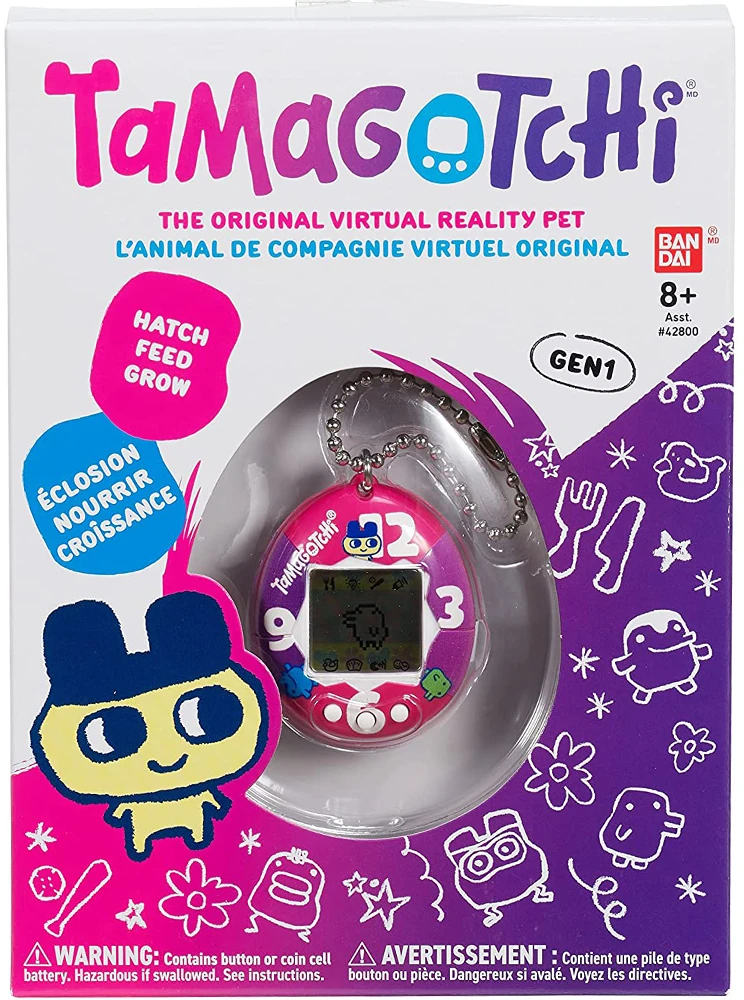 TAMAGOTCHI ® MD
THE ORIGINAL VIRTUAL REALITY PET
L'ANIMAL DE COMPAGNIE VIRTUEL ORIGINAL
BAN
DAI
® MD
8+
Asst.
#42800
HATCH
FEED
GROW
GEN1
ÉCLOSION
NOURRIR
CROÎSSANCE
TAMAGOTCHI®
12
9
3
WARNING: Contains button or coin cell
battery. Hazardous if swallowed. See instructions.
AVERTISSEMENT : Contient une pile de type
bouton ou pièce. Dangereux si avalé. Voyez les directives.